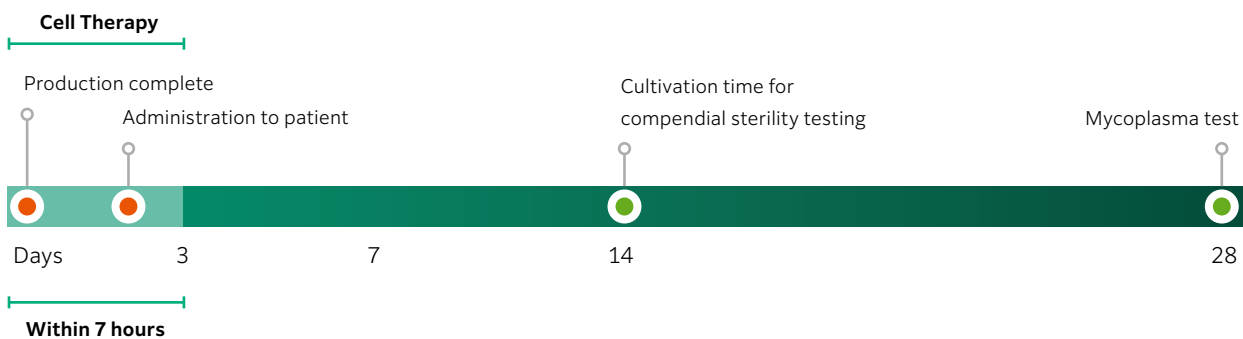 Cell Therapy
Production complete
Administration to patient
Cultivation time for
compendial sterility testing
Mycoplasma test
Days 3 7 14 28
Within 7 hours